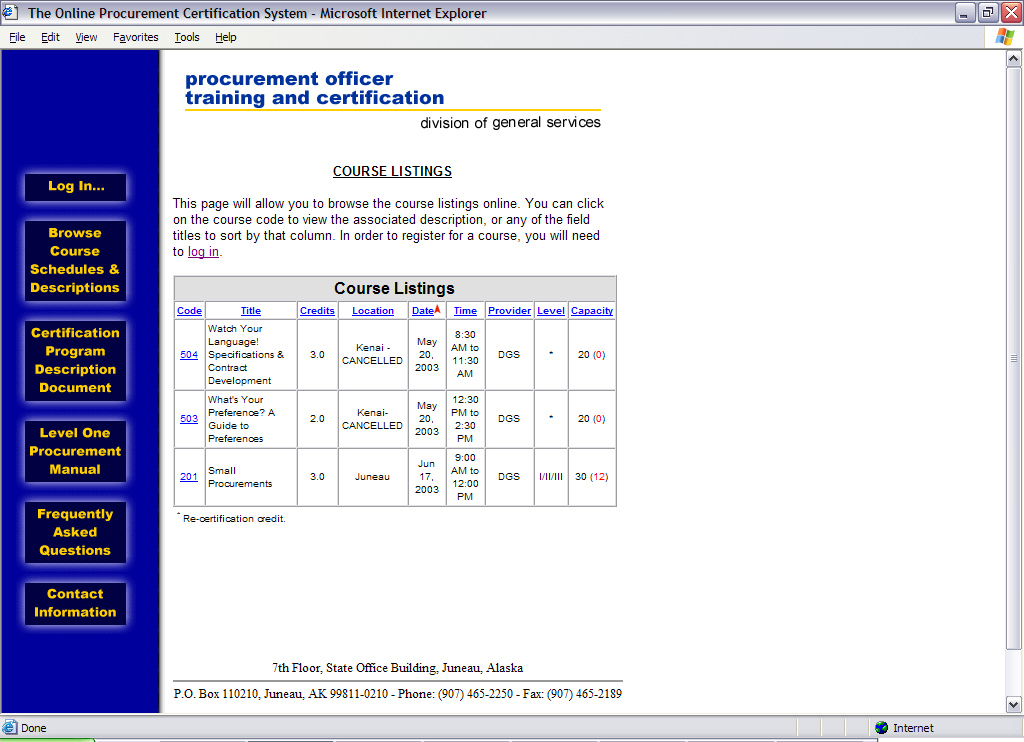 The Online Procurement Certification System - Microsoft Internet Explorer
File Edit View Favorites Tools Help
procurement officer
training and certification
division of general services
Log In...
Browse
Course
Schedules &
Descriptions
Certification
Program
Description
Document
Level One
Procurement
Manual
Frequently
Asked
Questions
Contact
Information
COURSE LISTINGS
This page will allow you to browse the course listings online. You can click
on the course code to view the associated description, or any of the field
titles to sort by that column. In order to register for a course, you will need
to log in.
Course Listings
Code Title Credits Location Date Time Provider Level Capacity
504
Watch Your
Language!
Specifications &
Contract
Development
3.0
Kenai -
CANCELLED
May
20,
2003
8:30
AM to
11:30
AM
DGS
*
20 (0)
503
What's Your
Preference? A
Guide to
Preferences
2.0
Kenai-
CANCELLED
May
20,
2003
12:30
PM to
2:30
PM
DGS
*
20 (0)
201
Small
Procurements
3.0
Juneau
Jun
17,
2003
9:00
AM to
12:00
PM
DGS
I/II/III
30 (12)
* Re-certification credit.
7th Floor, State Office Building, Juneau, Alaska
P.O. Box 110210, Juneau, AK 99811-0210 - Phone: (907) 465-2250 - Fax: (907) 465-2189
Done
Internet